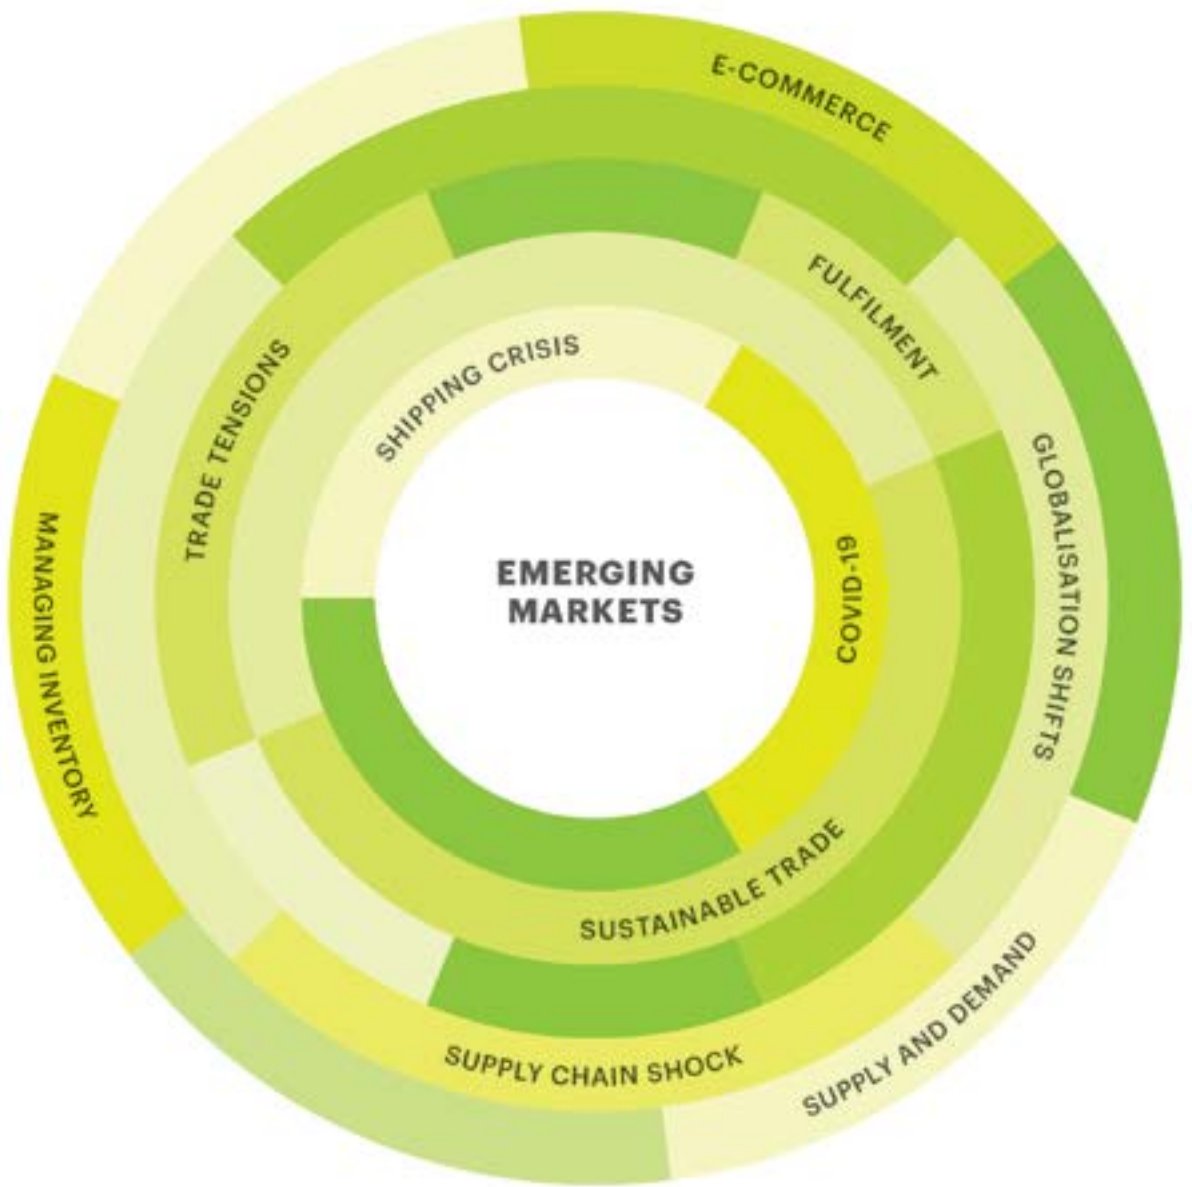 E-COMMERCE
FULFILMENT
SHIPPING CRISIS
TRADE TENSIONS
GLOBALISATION SHIFTS
MANAGING INVENTORY
COVID-19
EMERGING
MARKETS
SUSTAINABLE TRADE
SUPPLY AND DEMAND
SUPPLY CHAIN SHOCK